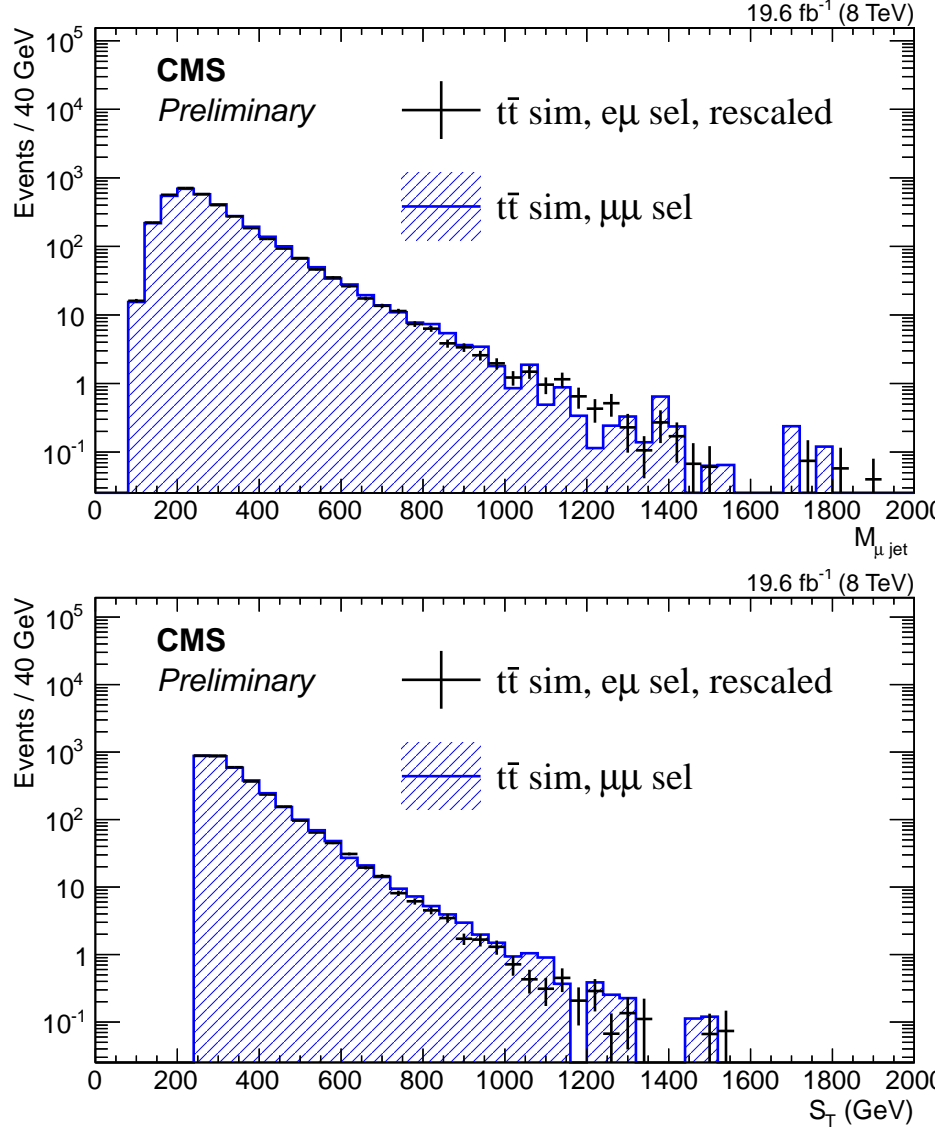 19.6 fb⁻¹ (8 TeV)
Events / 40 GeV
10⁵
10⁴
10³
10²
10
1
10⁻¹
CMS
Preliminary
tt̄ sim, eμ sel, rescaled
tt̄ sim, μμ sel
0 200 400 600 800 1000 1200 1400 1600 1800 2000
M_μ jet
19.6 fb⁻¹ (8 TeV)
Events / 40 GeV
10⁵
10⁴
10³
10²
10
1
10⁻¹
CMS
Preliminary
tt̄ sim, eμ sel, rescaled
tt̄ sim, μμ sel
0 200 400 600 800 1000 1200 1400 1600 1800 2000
S_T (GeV)